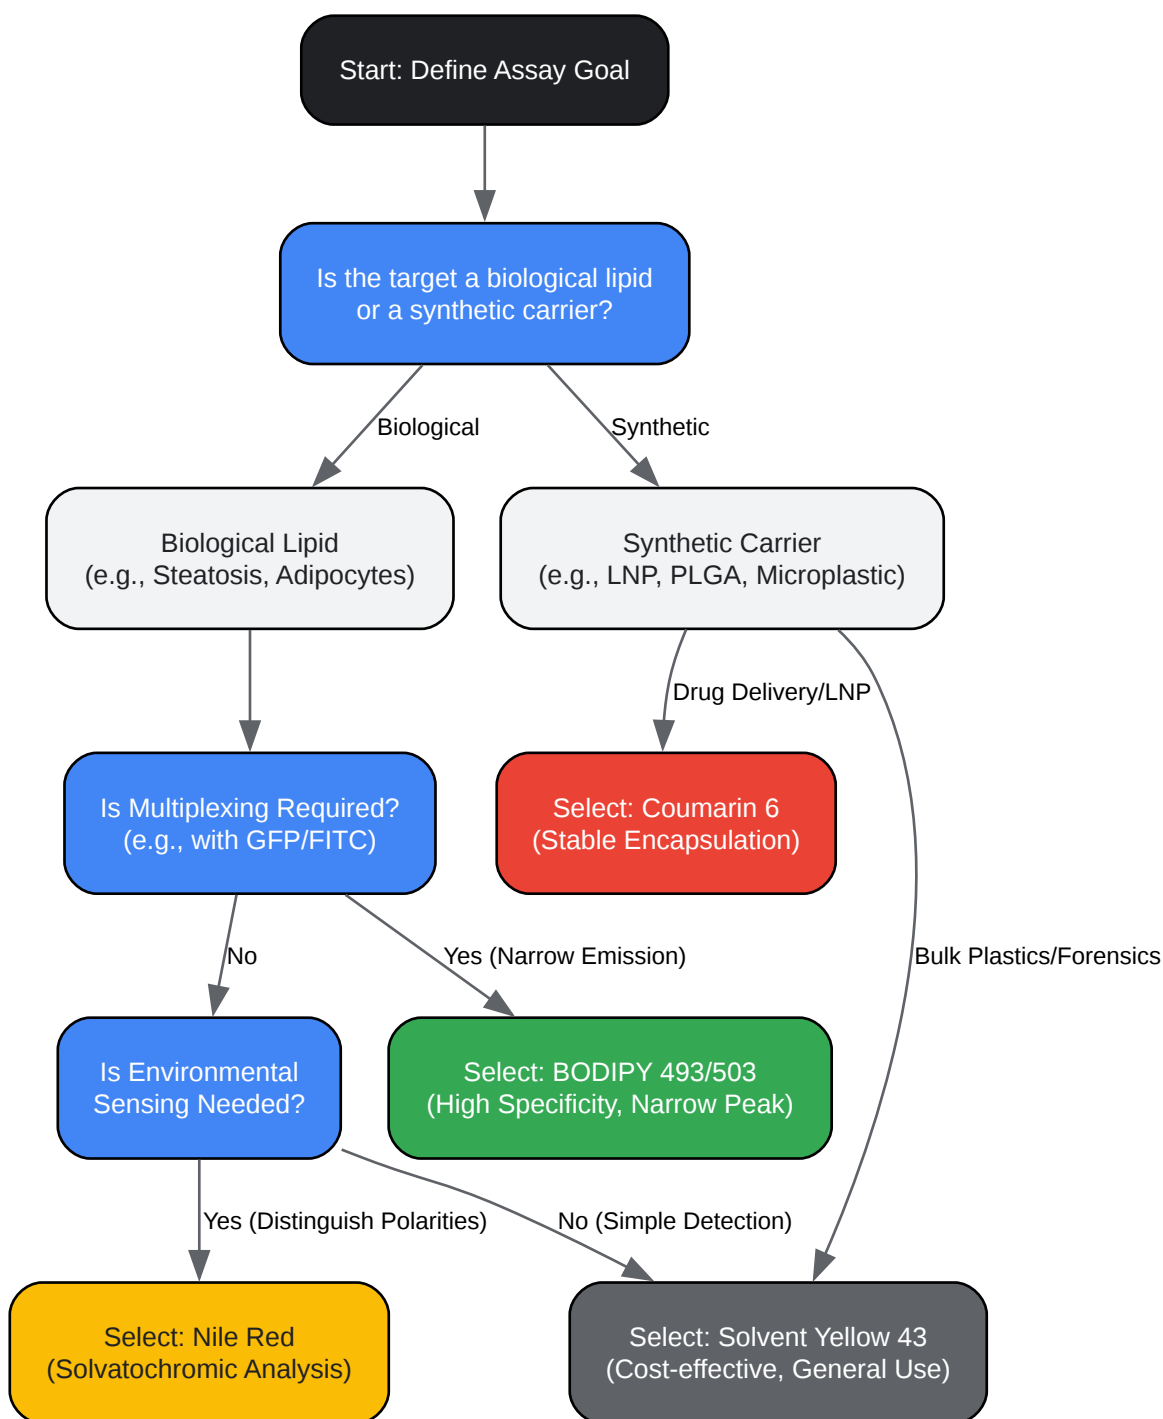 Start: Define Assay Goal
Is the target a biological lipid
or a synthetic carrier?
Biological
Synthetic
Biological Lipid
(e.g., Steatosis, Adipocytes)
Synthetic Carrier
(e.g., LNP, PLGA, Microplastic)
Drug Delivery/LNP
Is Multiplexing Required?
(e.g., with GFP/FITC)
Select: Coumarin 6
(Stable Encapsulation)
No
Yes (Narrow Emission)
Bulk Plastics/Forensics
Is Environmental
Sensing Needed?
Select: BODIPY 493/503
(High Specificity, Narrow Peak)
Yes (Distinguish Polarities)
No (Simple Detection)
Select: Nile Red
(Solvatochromic Analysis)
Select: Solvent Yellow 43
(Cost-effective, General Use)